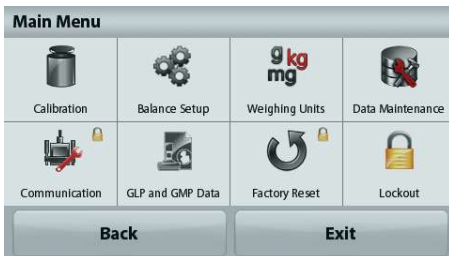 Main Menu
g kg
mg
Calibration Balance Setup Weighing Units Data Maintenance
Communication GLP and GMP Data Factory Reset Lockout
Back Exit